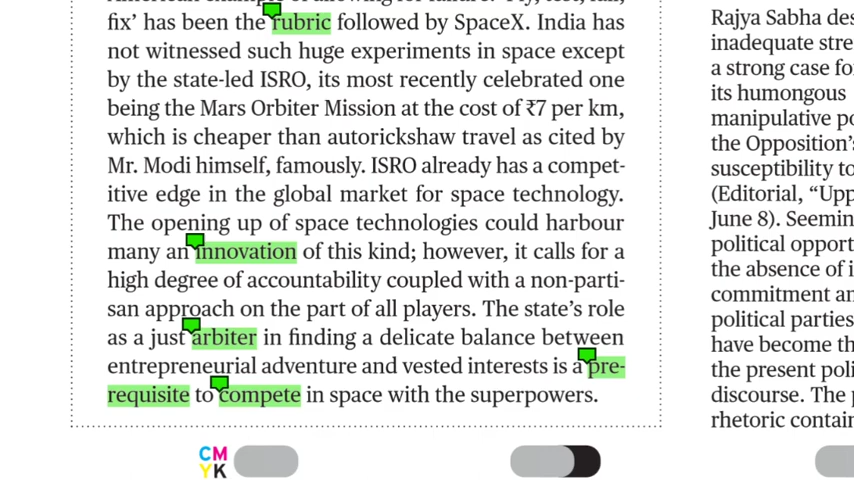 fix’ has been the rubric followed by SpaceX. India has
not witnessed such huge experiments in space except
by the state-led ISRO, its most recently celebrated one
being the Mars Orbiter Mission at the cost of ₹7 per km,
which is cheaper than autorickshaw travel as cited by
Mr. Modi himself, famously. ISRO already has a compet-
itive edge in the global market for space technology.
The opening up of space technologies could harbour
many an innovation of this kind; however, it calls for a
high degree of accountability coupled with a non-parti-
san approach on the part of all players. The state’s role
as a just arbiter in finding a delicate balance between
entrepreneurial adventure and vested interests is a pre-
requisite to compete in space with the superpowers.
CM
YK
Rajya Sabha des
inadequate stre
a strong case fo
its humongous
manipulative po
the Opposition’s
susceptibility to
(Editorial, “Upp
June 8). Seemin
political opport
the absence of i
commitment an
political parties
have become th
the present poli
discourse. The p
rhetoric contain